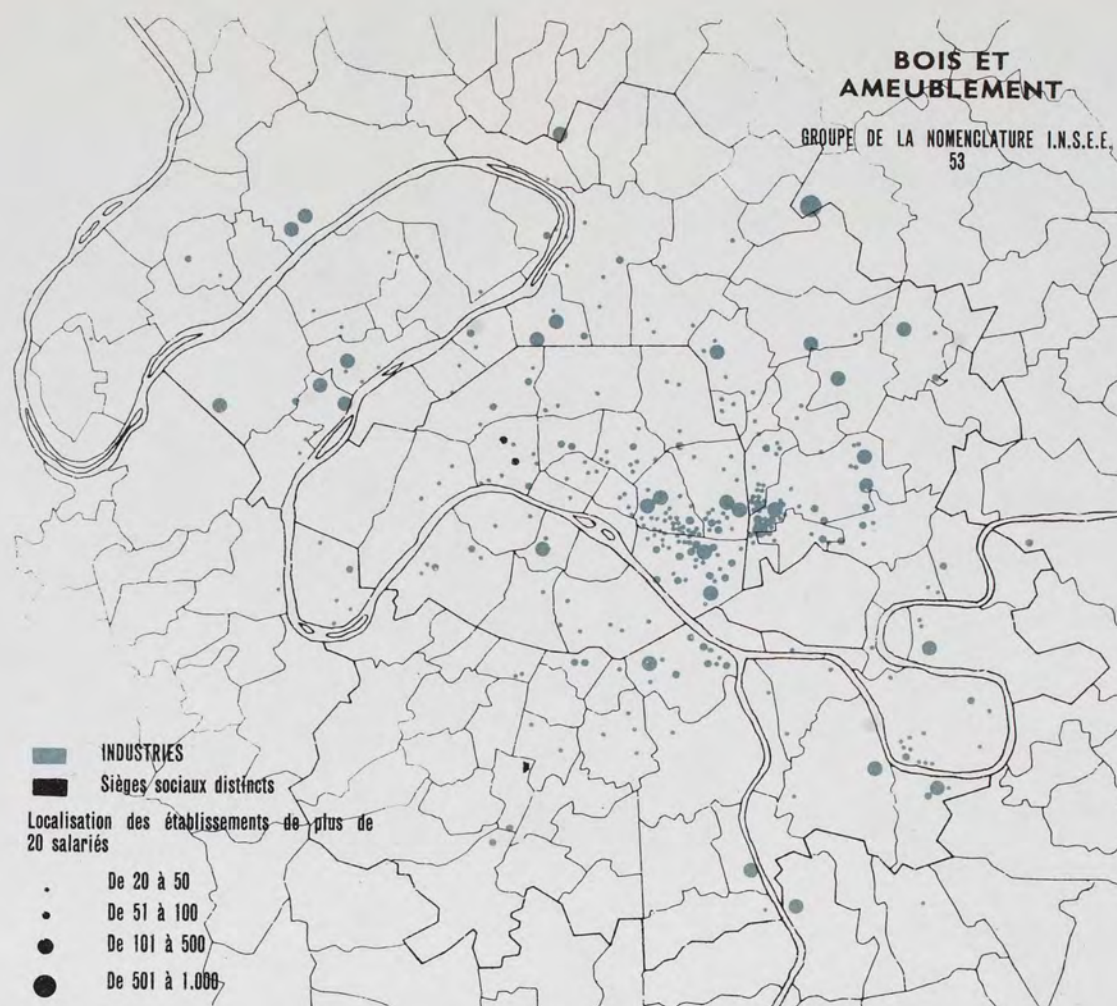 BOIS ET
AMEUBLEMENT
GROUPE DE LA NOMENCLATURE I.N.S.E.E.
53
INDUSTRIES
Sièges sociaux distincts
Localisation des établissements de plus de
20 salariés
De 20 à 50
De 51 à 100
De 101 à 500
De 501 à 1.000